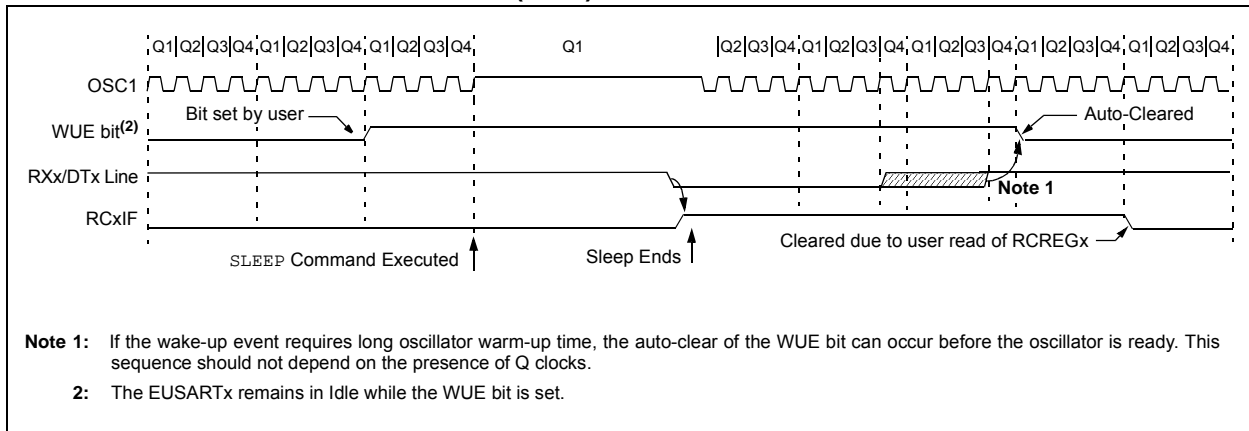 Q1 Q2 Q3 Q4 Q1 Q2 Q3 Q4 Q1 Q2 Q3 Q4 Q1 Q2 Q3 Q4 Q1 Q2 Q3 Q4 Q1 Q2 Q3 Q4 Q1 Q2 Q3 Q4 Q1 Q2 Q3 Q4
OSC1
Bit set by user
Auto-Cleared
WUE bit(2)
RXx/DTx Line
Note 1
RCxIF
Cleared due to user read of RCREGx
SLEEP Command Executed
Sleep Ends
Note 1: If the wake-up event requires long oscillator warm-up time, the auto-clear of the WUE bit can occur before the oscillator is ready. This
sequence should not depend on the presence of Q clocks.
2: The EUSARTx remains in Idle while the WUE bit is set.